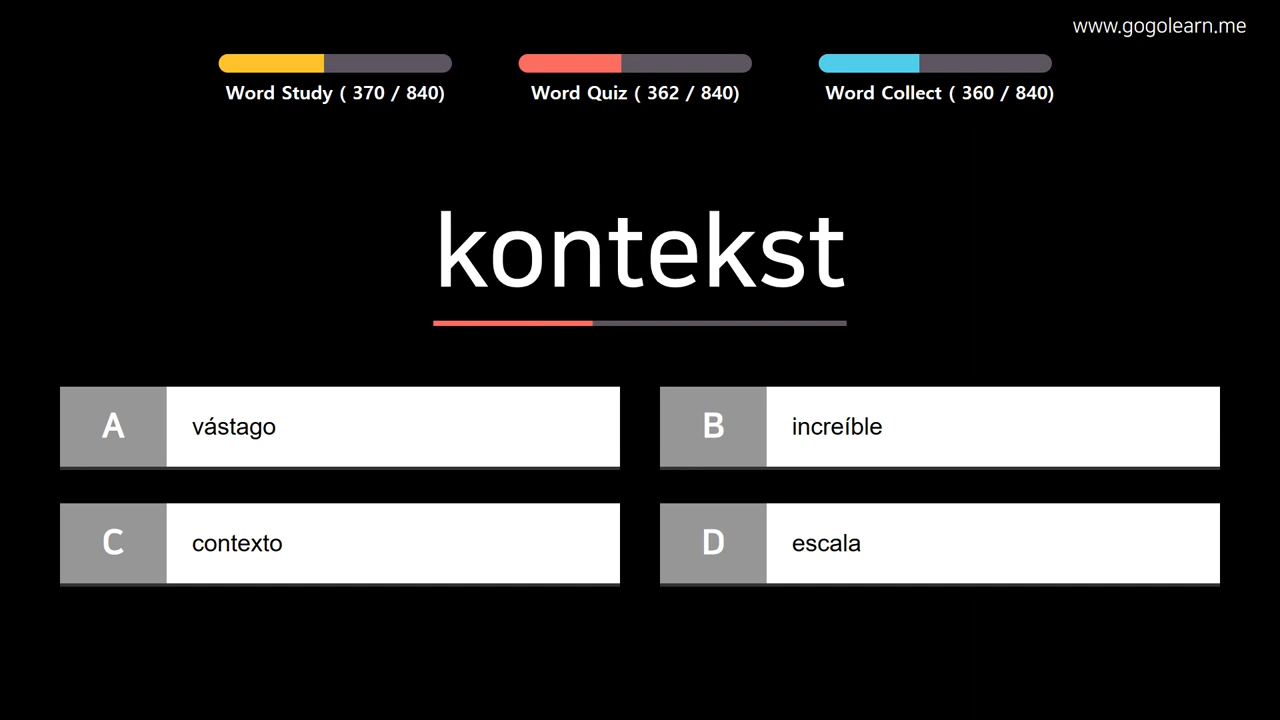 www.gogolearn.me
Word Study ( 370 / 840)
Word Quiz ( 362 / 840)
Word Collect ( 360 / 840)
kontekst
A
vástago
B
increíble
C
contexto
D
escala